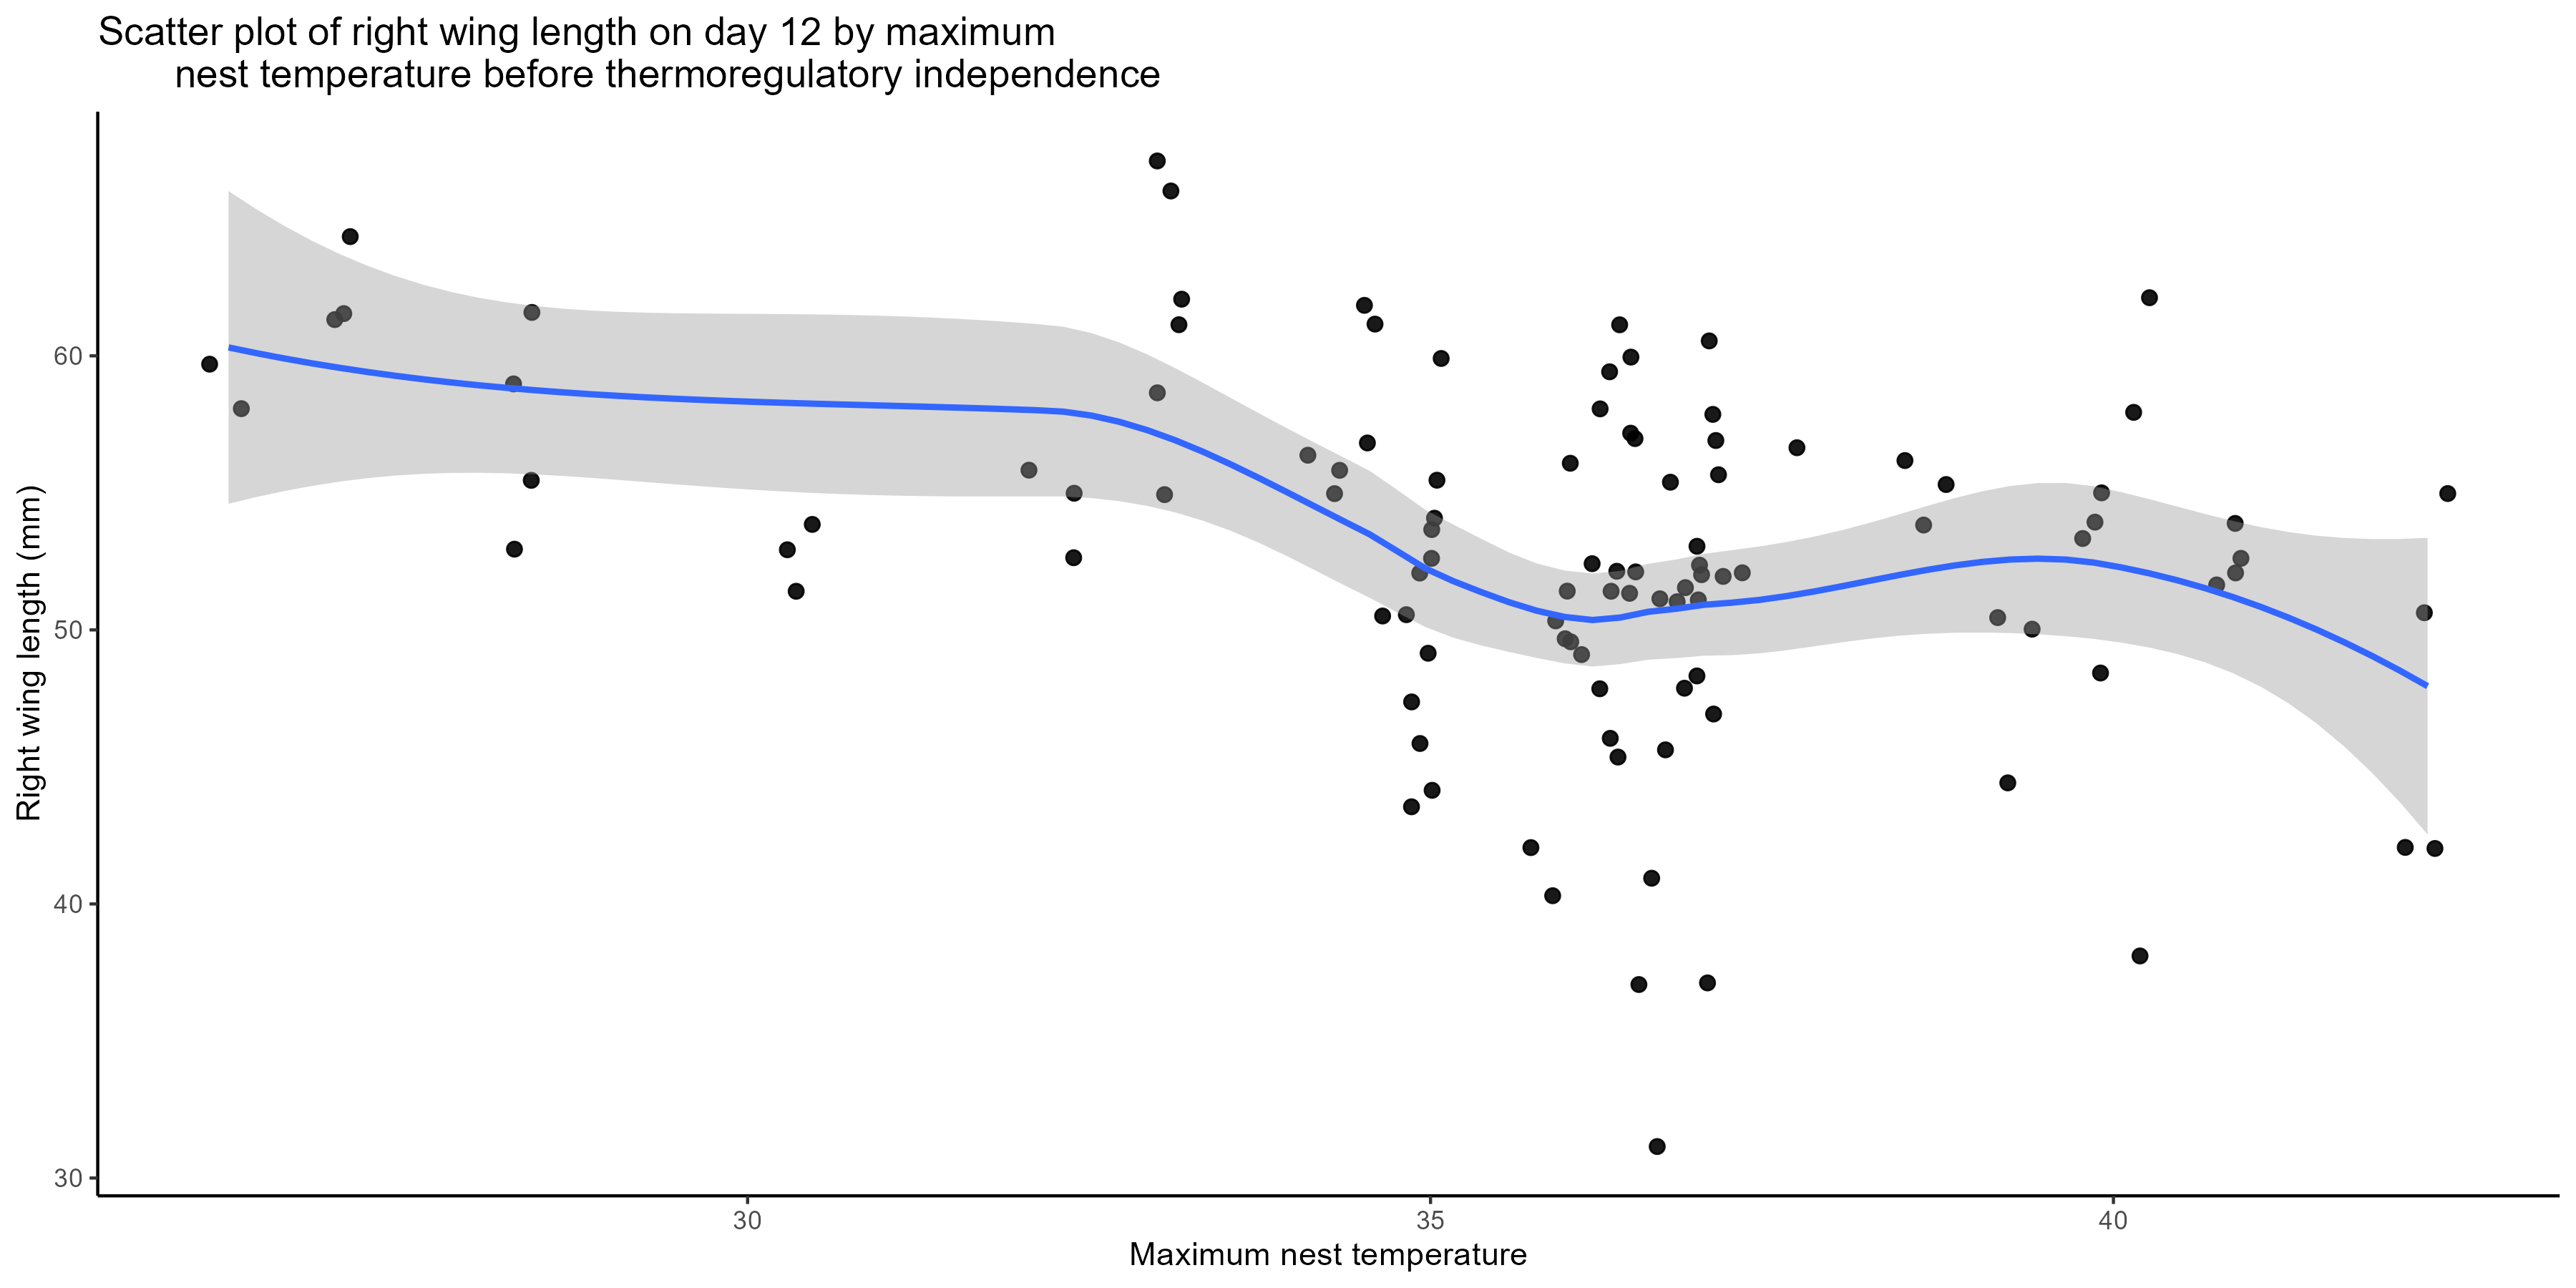 Scatter plot of right wing length on day 12 by maximum
nest temperature before thermoregulatory independence
Right wing length (mm)
60
50
40
30
30
35
40
Maximum nest temperature